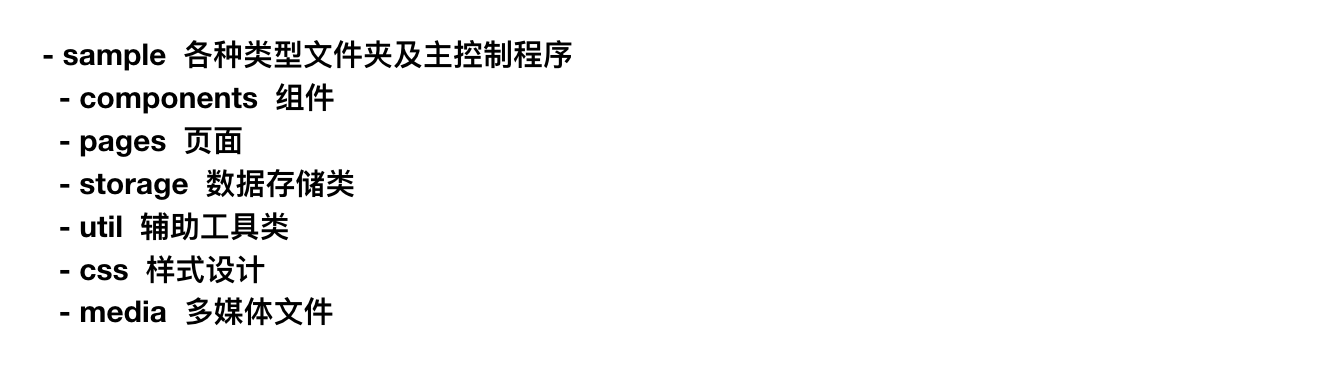 - sample 各种类型文件夹及主控制程序
- components 组件
- pages 页面
- storage 数据存储类
- util 辅助工具类
- css 样式设计
- media 多媒体文件